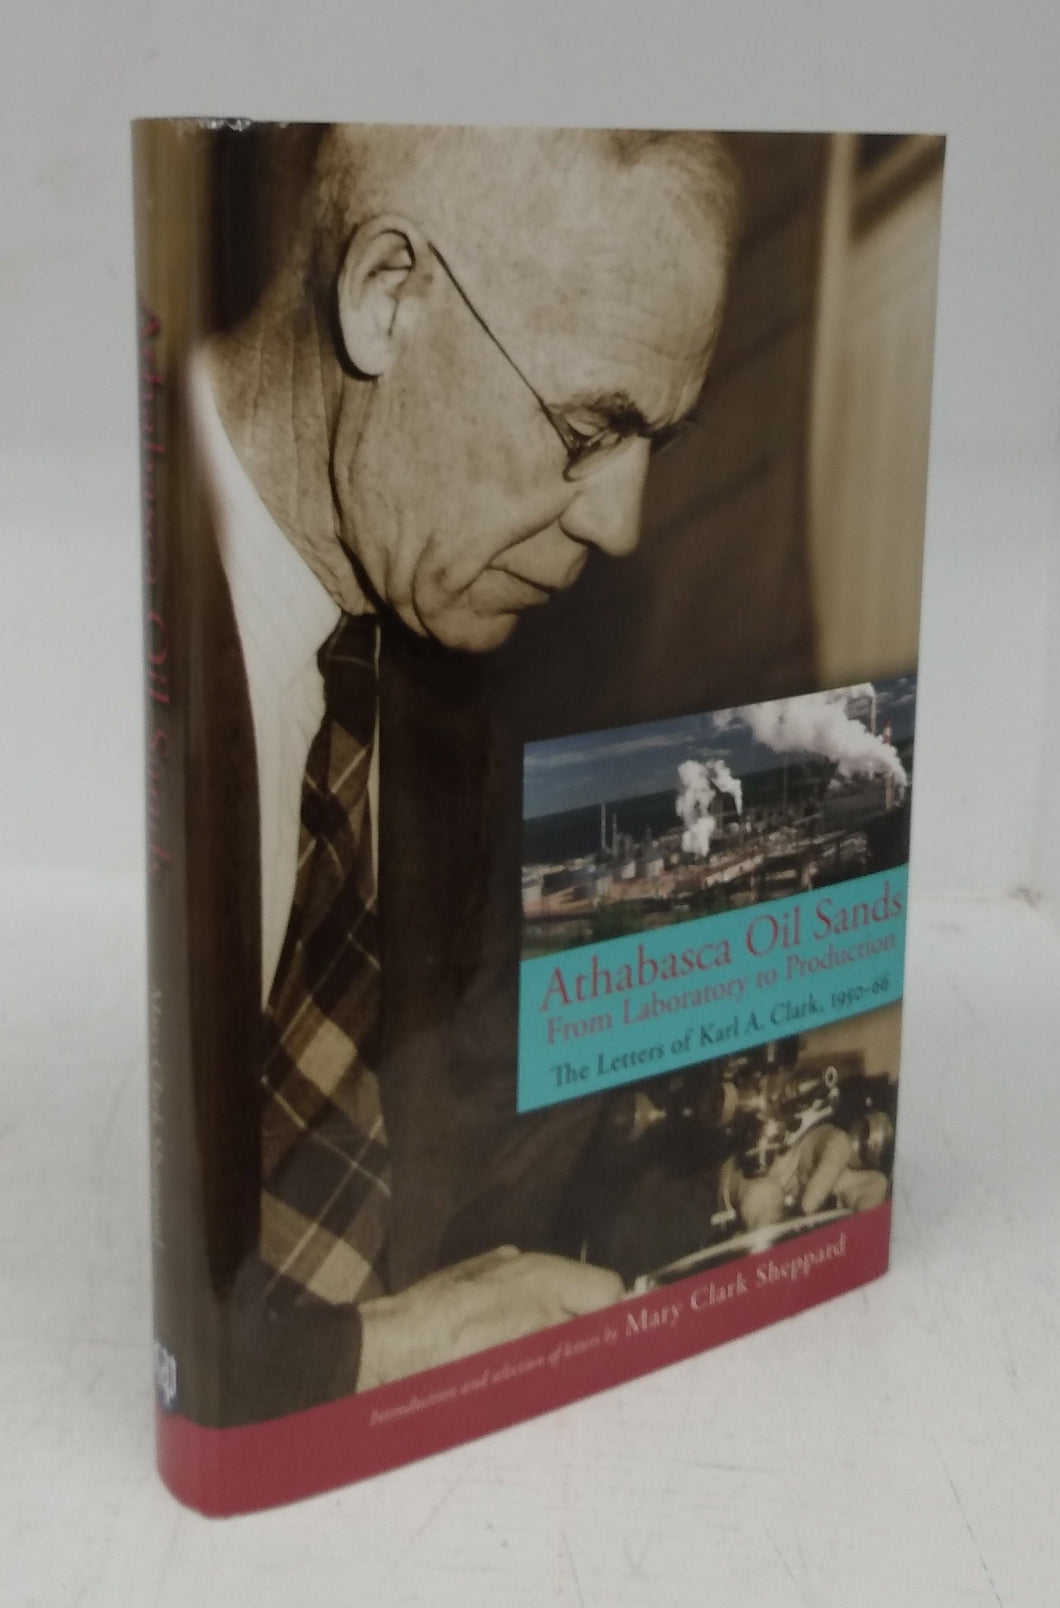 Athabasca Oil Sands
From Laboratory to Production
The Letters of Karl A. Clark, 1950–66
Introduction and selection of letters by Mary Clark Sheppard
Athabasca Oil Sands
Mary Clark Sheppard